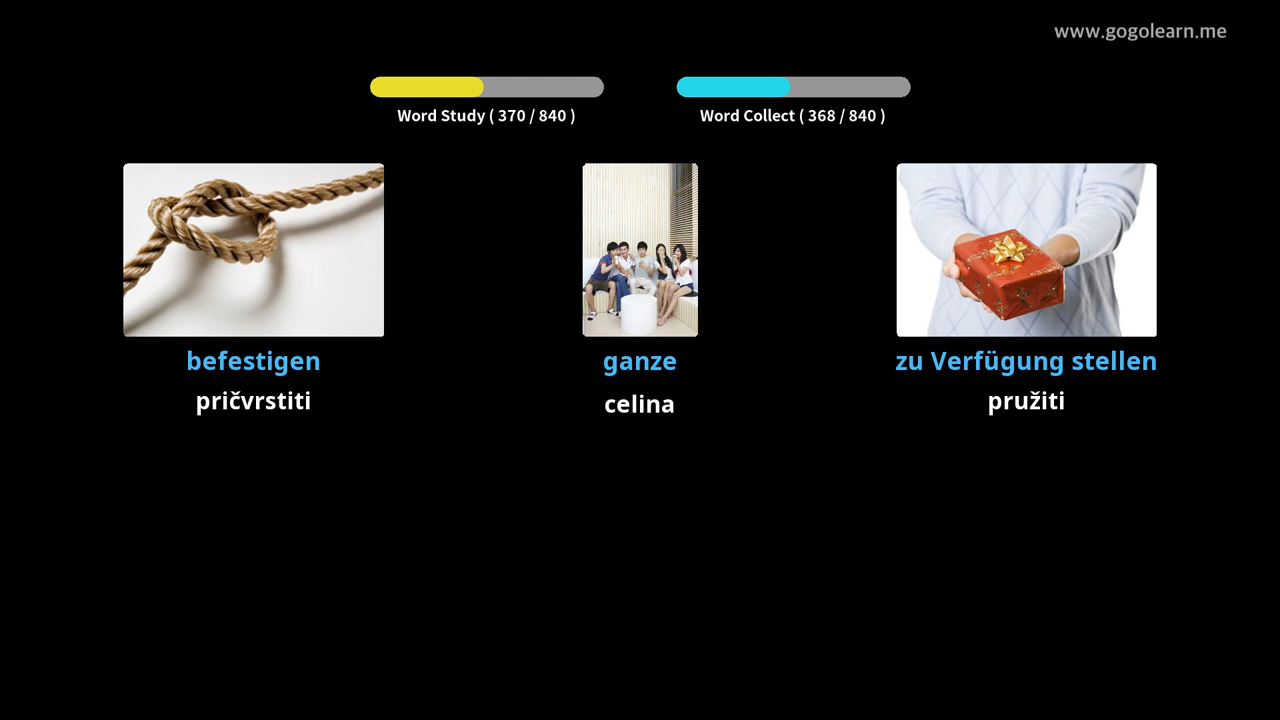 www.gogolearn.me
Word Study ( 370 / 840 )
Word Collect ( 368 / 840 )
befestigen
pričvrstiti
ganze
celina
zu Verfügung stellen
pružiti